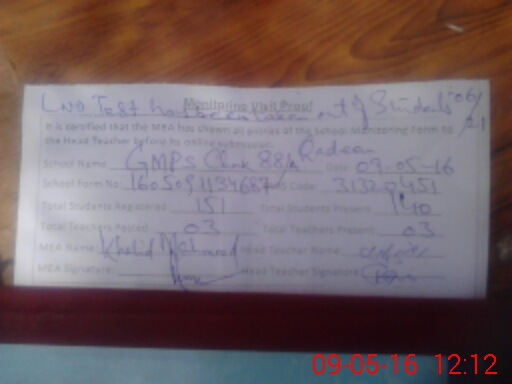 LND Test has been taken out of Students 06/
21
Monitoring Visit Proof
It is certified that the MEA has shown all entries of the School Monitoring Form to
the Head Teacher before its online submission.
School Name GMPS Chak 88/ Date 09-05-16
School Form No Code
Total Students Registered 151 Total Students Present 140
Total Teachers Posted 03 Total Teachers Present 03
MEA Name Khalid Head Teacher Name
MEA Signature: Head Teacher Signature
09-05-16 12:12